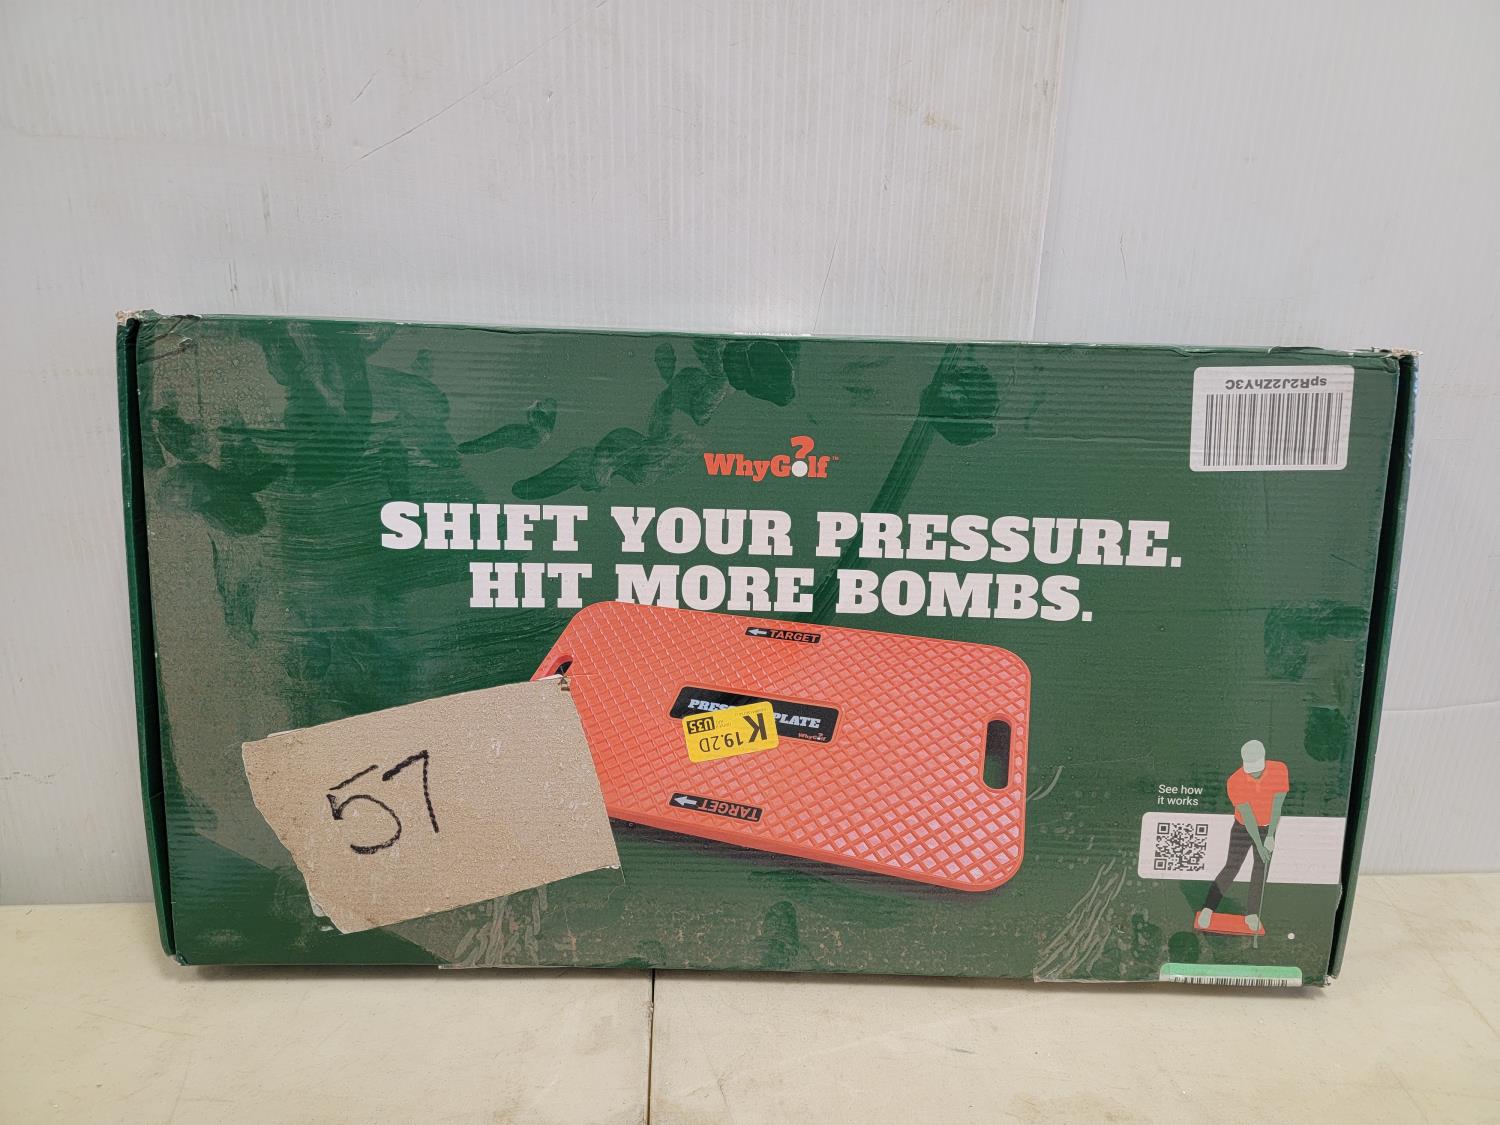 spR2J2ZhY3C
WhyGolf™
SHIFT YOUR PRESSURE.
HIT MORE BOMBS.
TARGET
PLATE
WhyGolf
K 19.2D
U35
TARGET
57
See how
it works